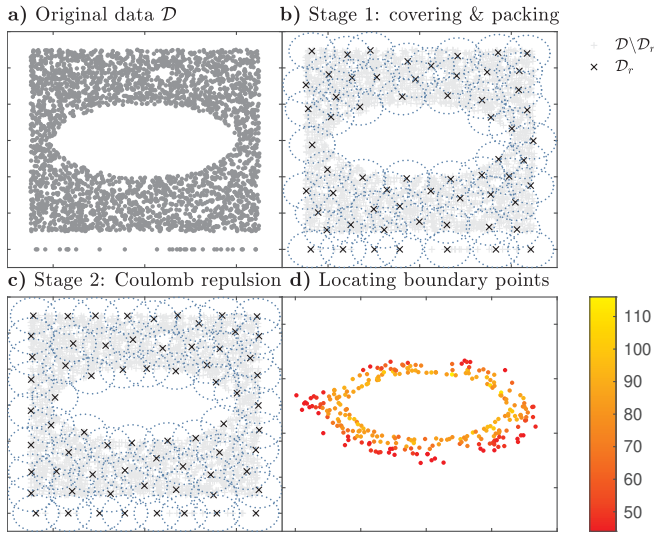 a) Original data 𝒟
b) Stage 1: covering & packing
𝒟\𝒟ᵣ
𝒟ᵣ
c) Stage 2: Coulomb repulsion
d) Locating boundary points
110
100
90
80
70
60
50